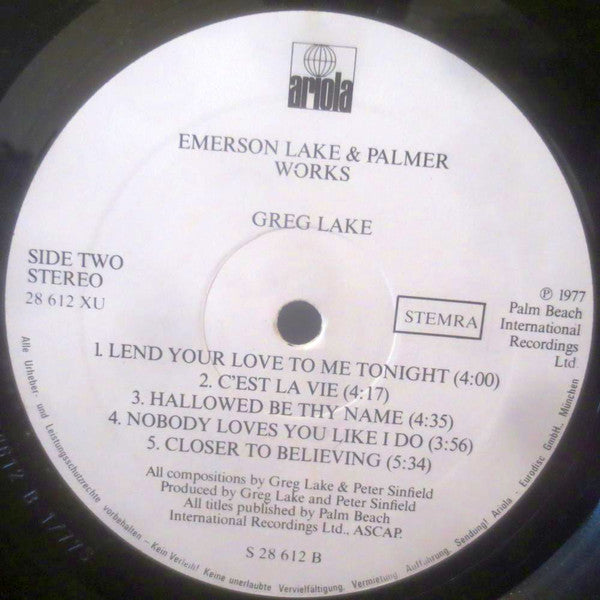 ariola
EMERSON LAKE & PALMER
WORKS
GREG LAKE
SIDE TWO
STEREO
28 612 XU
STEMRA
℗ 1977
Palm Beach
International
Recordings
Ltd.
1. LEND YOUR LOVE TO ME TONIGHT (4:00)
2. C'EST LA VIE (4:17)
3. HALLOWED BE THY NAME (4:35)
4. NOBODY LOVES YOU LIKE I DO (3:56)
5. CLOSER TO BELIEVING (5:34)
All compositions by Greg Lake & Peter Sinfield
Produced by Greg Lake and Peter Sinfield
All titles published by Palm Beach
International Recordings Ltd., ASCAP.
S 28 612 B
Alle Urheber- und Leistungsschutzrechte vorbehalten – Kein Verleih! Keine unerlaubte Vervielfältigung, Vermietung, Aufführung, Sendung! Ariola - Eurodisc GmbH., München